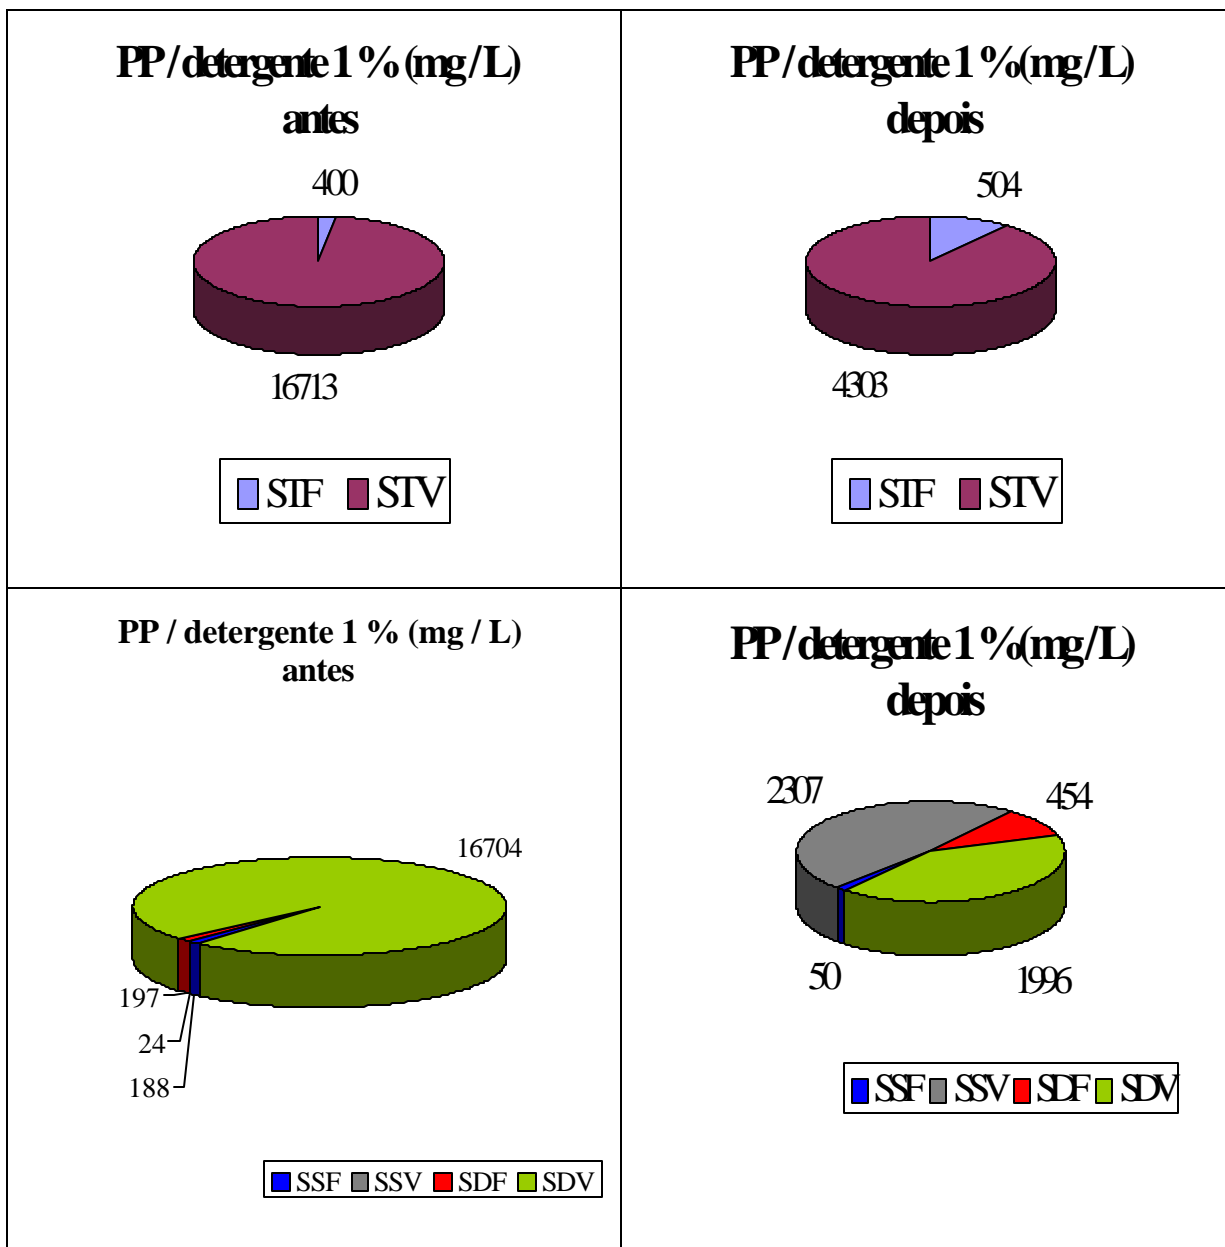 PP / detergente 1 % (mg / L)
antes
400
16713
STF STV
PP / detergente 1 % (mg / L)
depois
504
4303
STF STV
PP / detergente 1 % (mg / L)
antes
16704
197
24
188
SSF SSV SDF SDV
PP / detergente 1 % (mg / L)
depois
2307
454
50
1996
SSF SSV SDF SDV